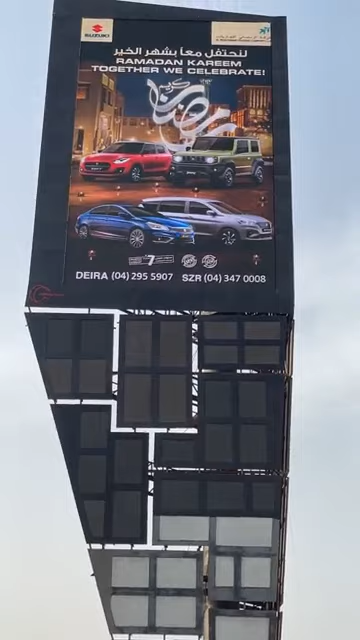 SUZUKI
لنحتفل معاً بشهر الخير
RAMADAN KAREEM
TOGETHER WE CELEBRATE!
رمضان
كريم
7
DEIRA (04) 295 5907 SZR (04) 347 0008